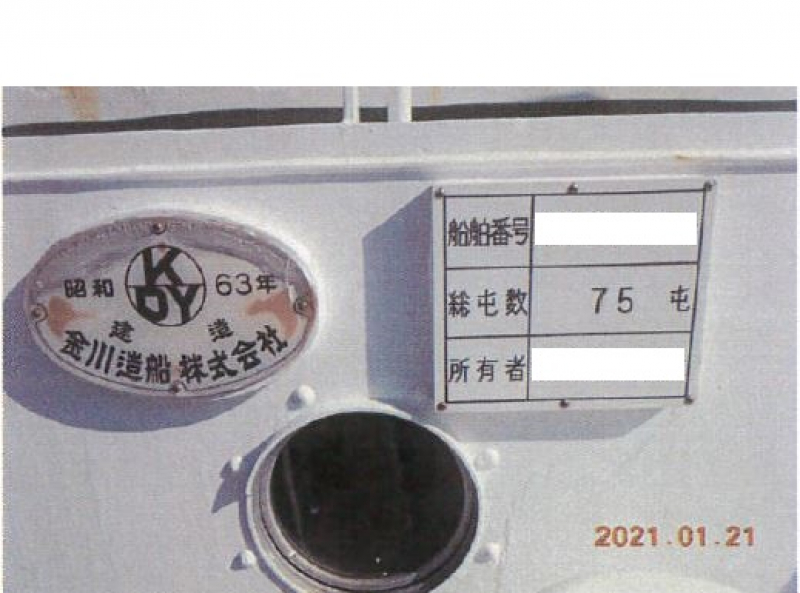 昭和 KDY 63年
建造
金川造船株式会社
船舶番号
総屯数 75 屯
所有者
2021.01.21